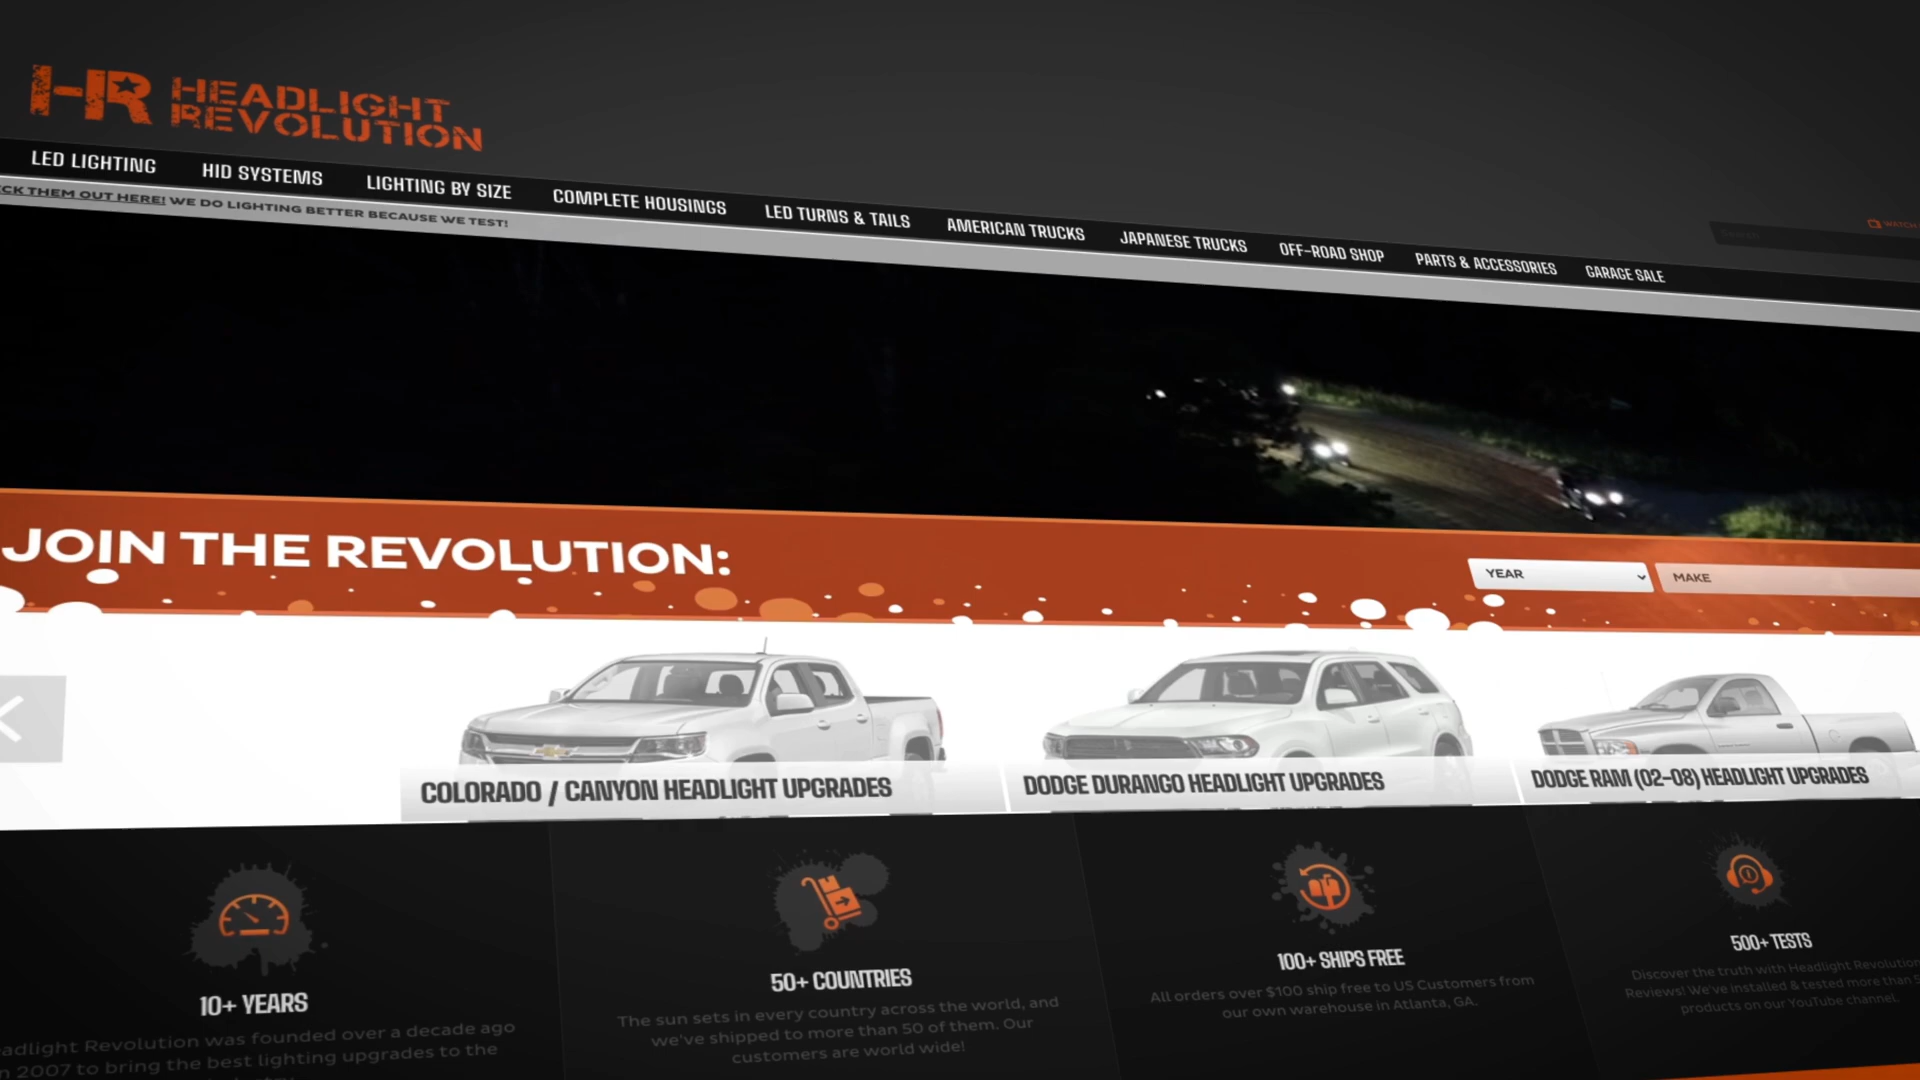 HR HEADLIGHT
REVOLUTION
WATCH
LED LIGHTING HID SYSTEMS LIGHTING BY SIZE COMPLETE HOUSINGS LED TURNS & TAILS AMERICAN TRUCKS JAPANESE TRUCKS OFF-ROAD SHOP PARTS & ACCESSORIES GARAGE SALE
CK THEM OUT HERE! WE DO LIGHTING BETTER BECAUSE WE TEST!
JOIN THE REVOLUTION:
YEAR MAKE
COLORADO / CANYON HEADLIGHT UPGRADES
DODGE DURANGO HEADLIGHT UPGRADES
DODGE RAM (02-08) HEADLIGHT UPGRADES
10+ YEARS
adlight Revolution was founded over a decade ago
n 2007 to bring the best lighting upgrades to the
50+ COUNTRIES
The sun sets in every country across the world, and
we've shipped to more than 50 of them. Our
customers are world wide!
100+ SHIPS FREE
All orders over $100 ship free to US Customers from
our own warehouse in Atlanta, GA.
500+ TESTS
Discover the truth with Headlight Revolution
Reviews! We've installed & tested more than 5
products on our YouTube channel.